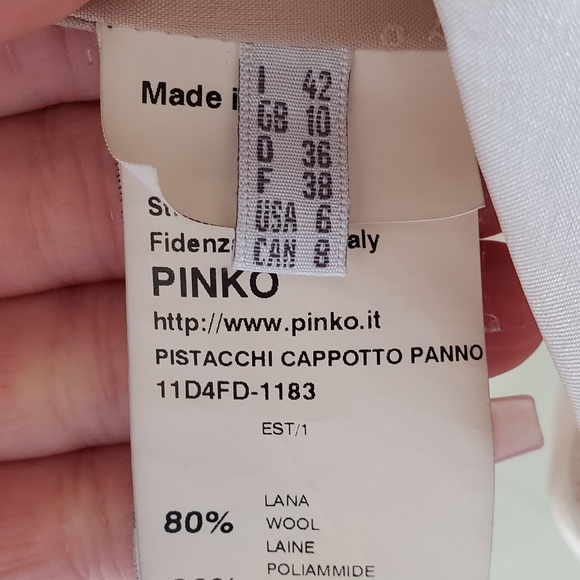 Made i
I 42
GB 10
D 36
F 38
USA 6
CAN 8
St
Fidenz aly
PINKO
http://www.pinko.it
PISTACCHI CAPPOTTO PANNO
11D4FD-1183
EST/1
80% LANA
WOOL
LAINE
POLIAMMIDE